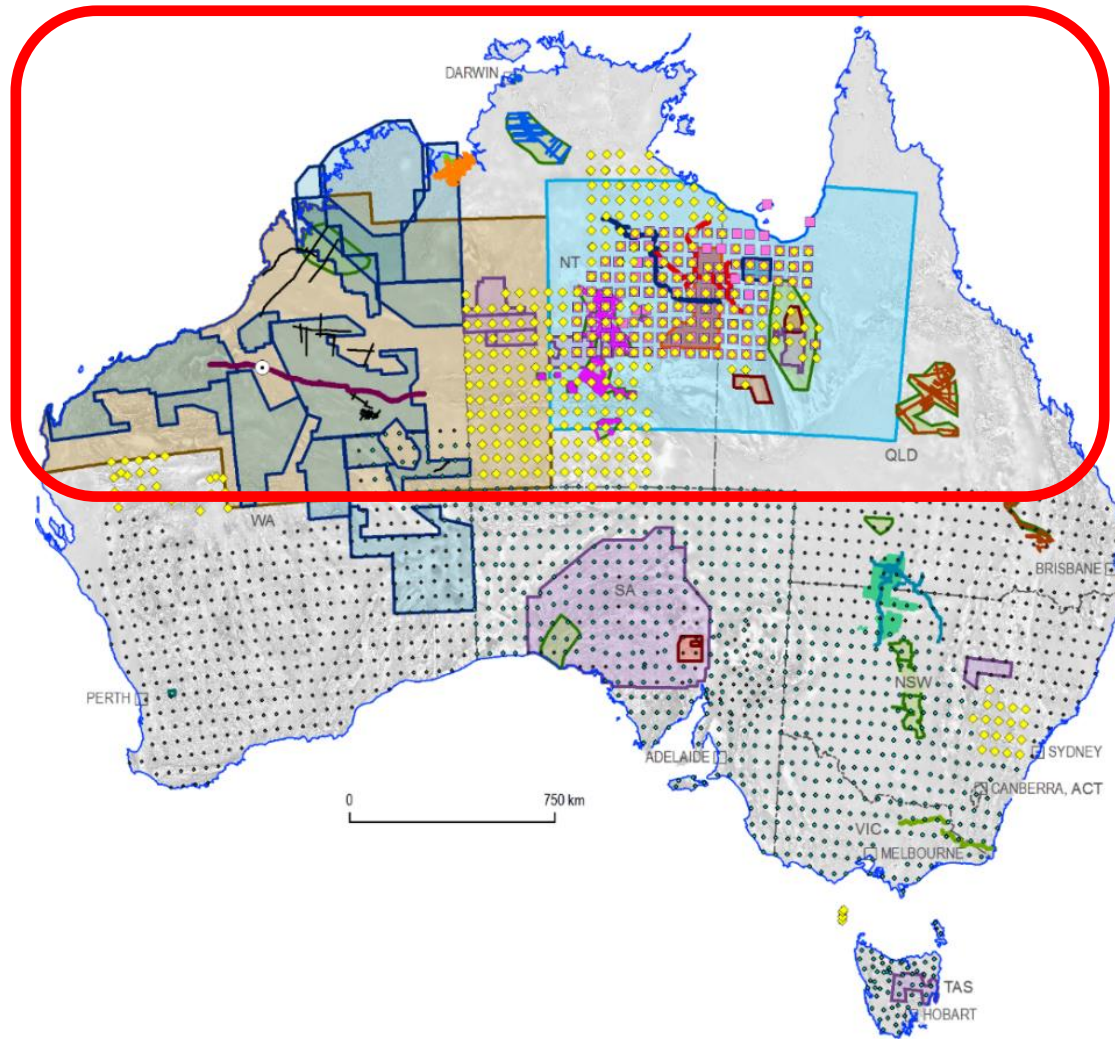 DARWIN
NT
QLD
WA
BRISBANE
SA
NSW
PERTH
SYDNEY
ADELAIDE
CANBERRA, ACT
0 750 km
VIC
MELBOURNE
TAS
HOBART